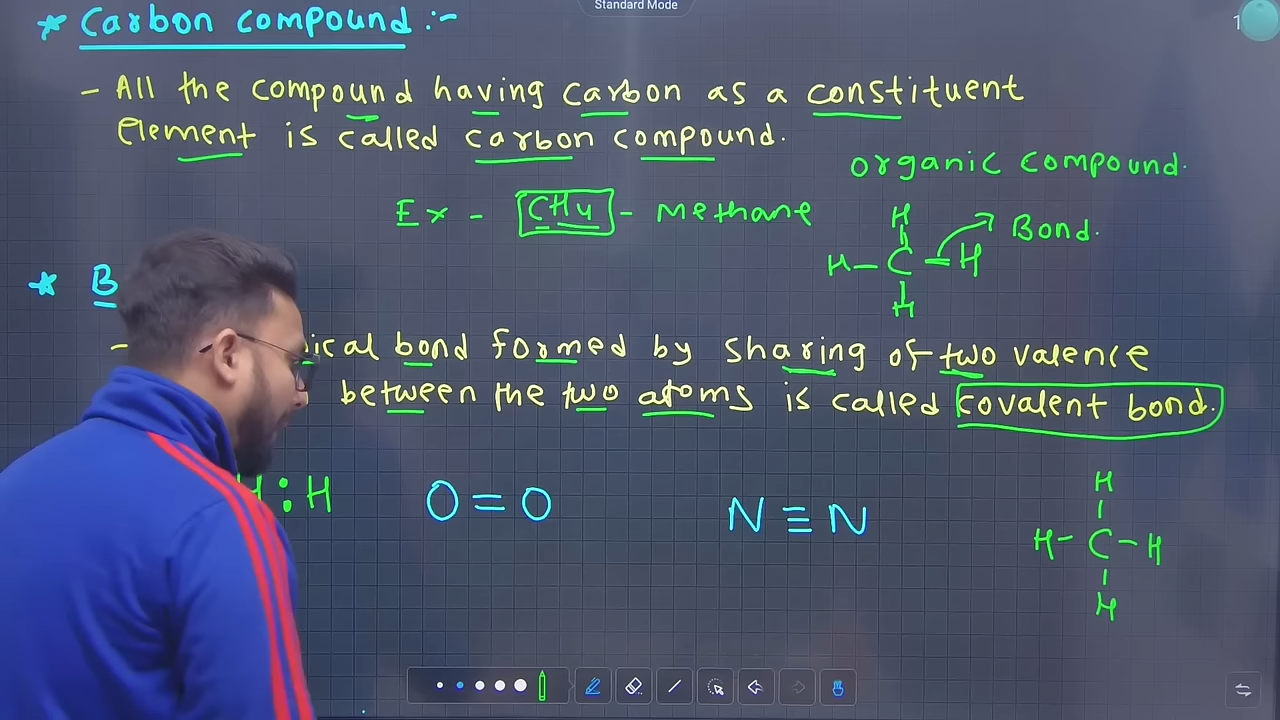 Standard Mode
1
* Carbon compound :-
- All the compound having carbon as a constituent
Element is called carbon compound.
organic compound.
Ex - CH4 - Methane
H
H-C=H Bond.
H
* B
- ical bond formed by sharing of two valence
between the two atoms is called covalent bond.
H:H O=O N≡N
H
H-C-H
H